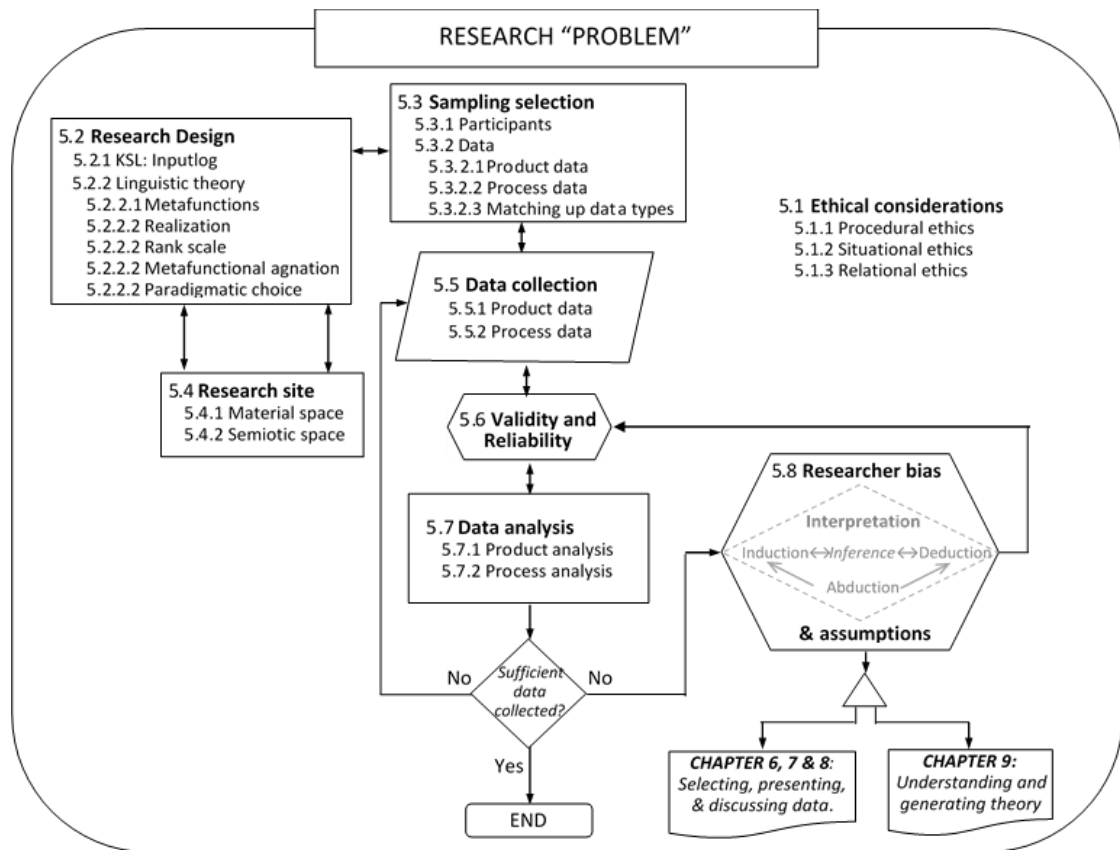 RESEARCH “PROBLEM”
5.2 Research Design
5.2.1 KSL: Inputlog
5.2.2 Linguistic theory
5.2.2.1 Metafunctions
5.2.2.2 Realization
5.2.2.2 Rank scale
5.2.2.2 Metafunctional agnation
5.2.2.2 Paradigmatic choice
5.3 Sampling selection
5.3.1 Participants
5.3.2 Data
5.3.2.1 Product data
5.3.2.2 Process data
5.3.2.3 Matching up data types
5.1 Ethical considerations
5.1.1 Procedural ethics
5.1.2 Situational ethics
5.1.3 Relational ethics
5.5 Data collection
5.5.1 Product data
5.5.2 Process data
5.4 Research site
5.4.1 Material space
5.4.2 Semiotic space
5.6 Validity and
Reliability
5.7 Data analysis
5.7.1 Product analysis
5.7.2 Process analysis
5.8 Researcher bias
Interpretation
Induction↔Inference↔Deduction
Abduction
& assumptions
No
Sufficient
data
collected?
No
Yes
END
CHAPTER 6, 7 & 8:
Selecting, presenting,
& discussing data.
CHAPTER 9:
Understanding and
generating theory